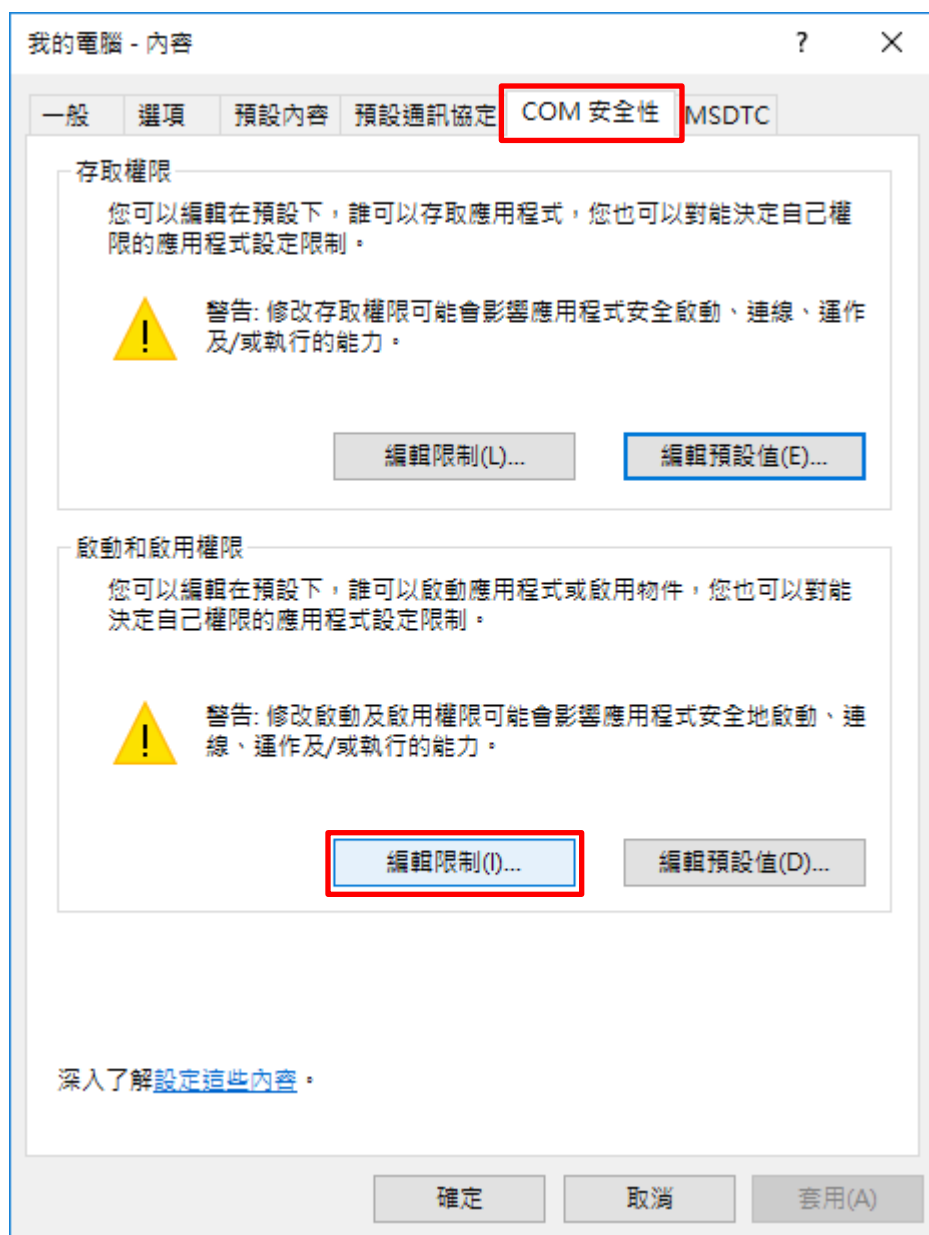 我的電腦 - 內容
?
一般 選項 預設內容 預設通訊協定 COM 安全性 MSDTC
存取權限
您可以編輯在預設下，誰可以存取應用程式，您也可以對能決定自己權
限的應用程式設定限制。
警告: 修改存取權限可能會影響應用程式安全啟動、連線、運作
及/或執行的能力。
編輯限制(L)... 編輯預設值(E)...
啟動和啟用權限
您可以編輯在預設下，誰可以啟動應用程式或啟用物件，您也可以對能
決定自己權限的應用程式設定限制。
警告: 修改啟動及啟用權限可能會影響應用程式安全地啟動、連
線、運作及/或執行的能力。
編輯限制(I)... 編輯預設值(D)...
深入了解設定這些內容。
確定 取消 套用(A)